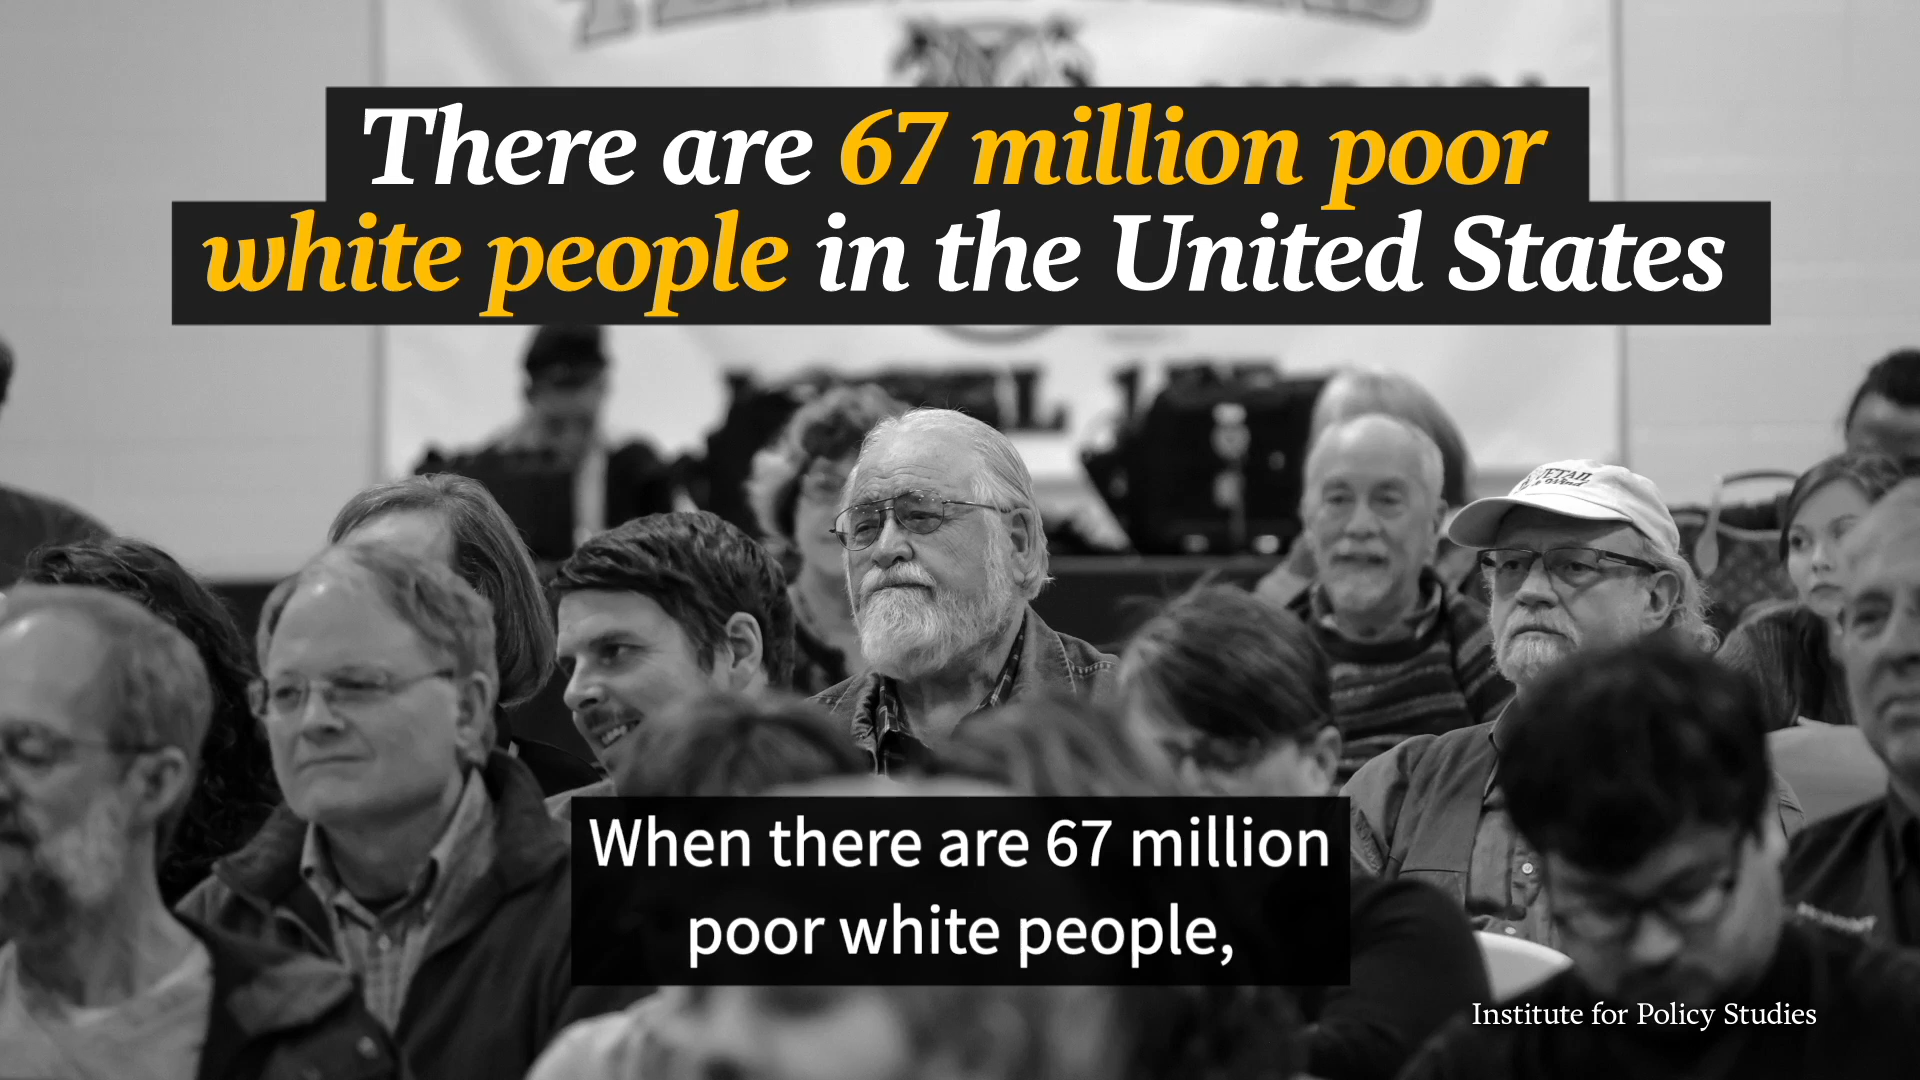 There are 67 million poor
white people in the United States
When there are 67 million
poor white people,
Institute for Policy Studies